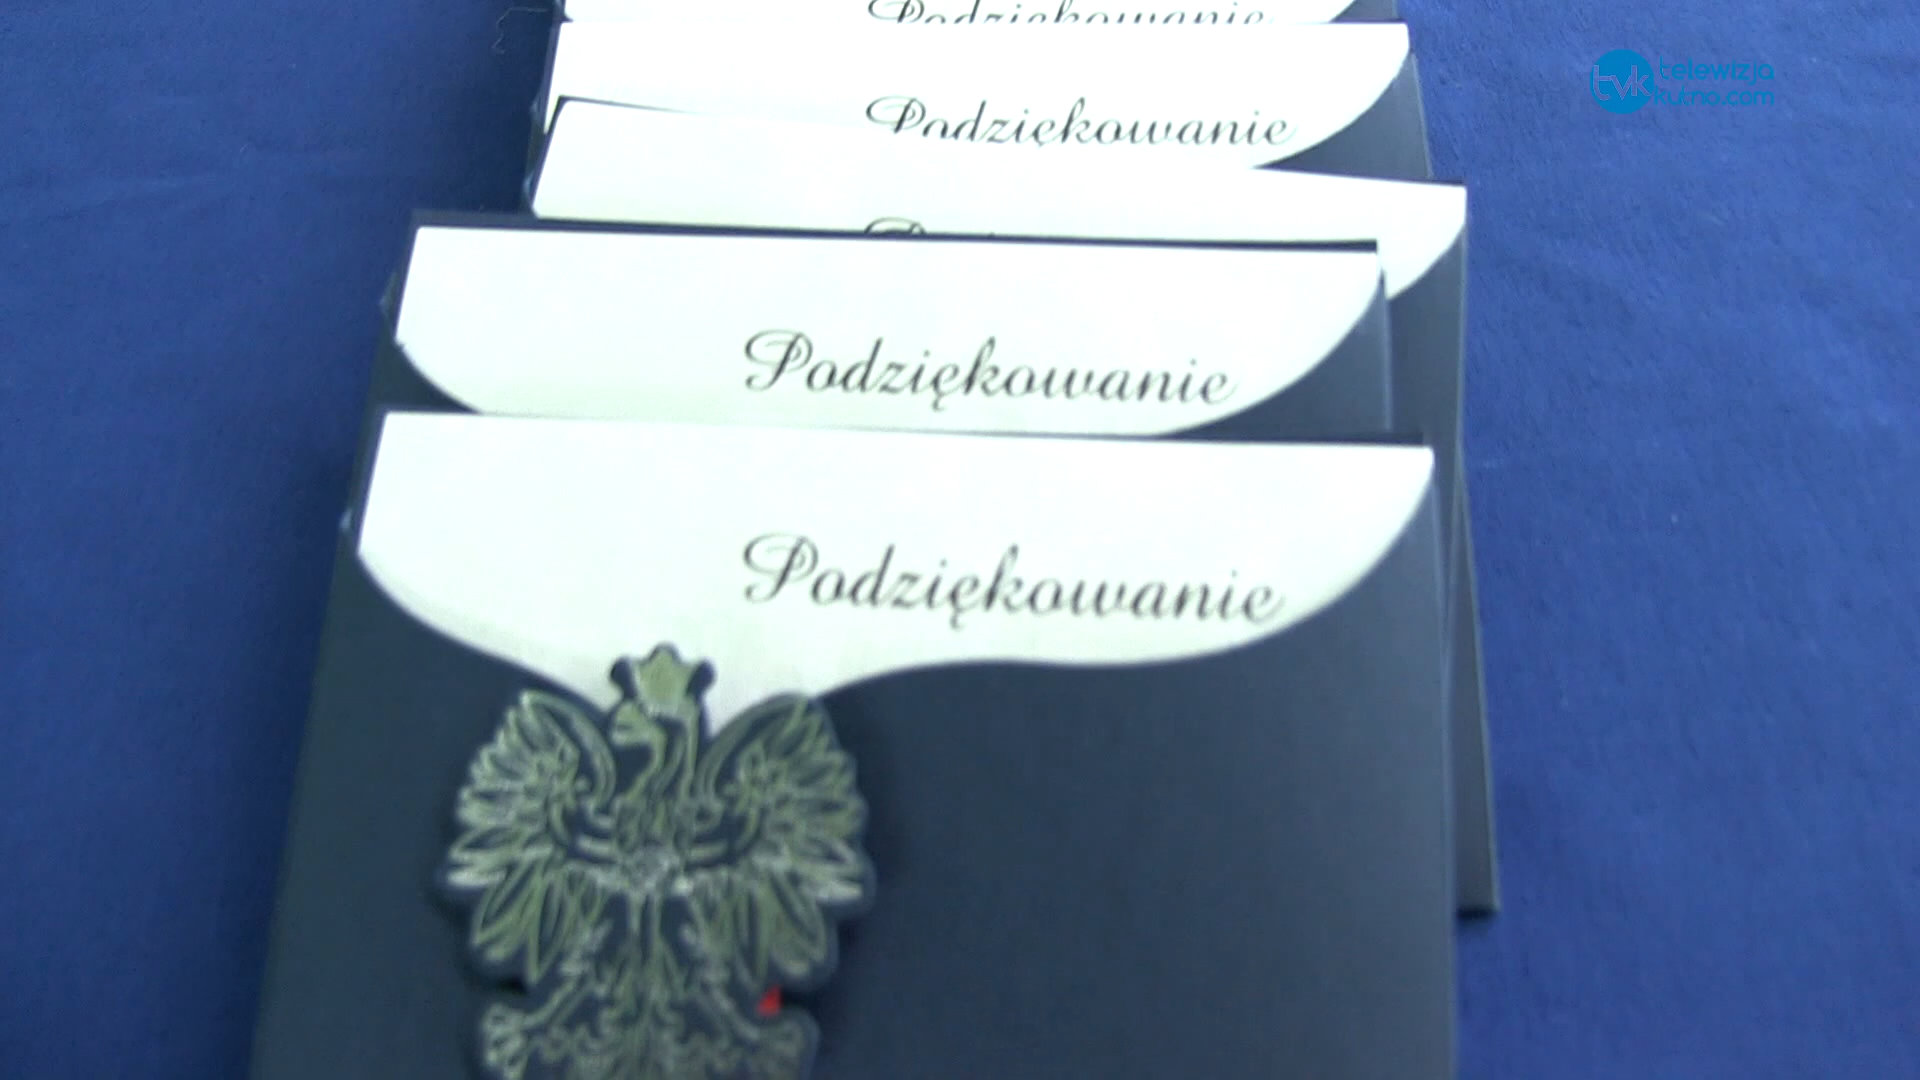 Podziękowanie
tvk telewizja
kutno.com
Podziękowanie
Podziękowanie
Podziękowanie